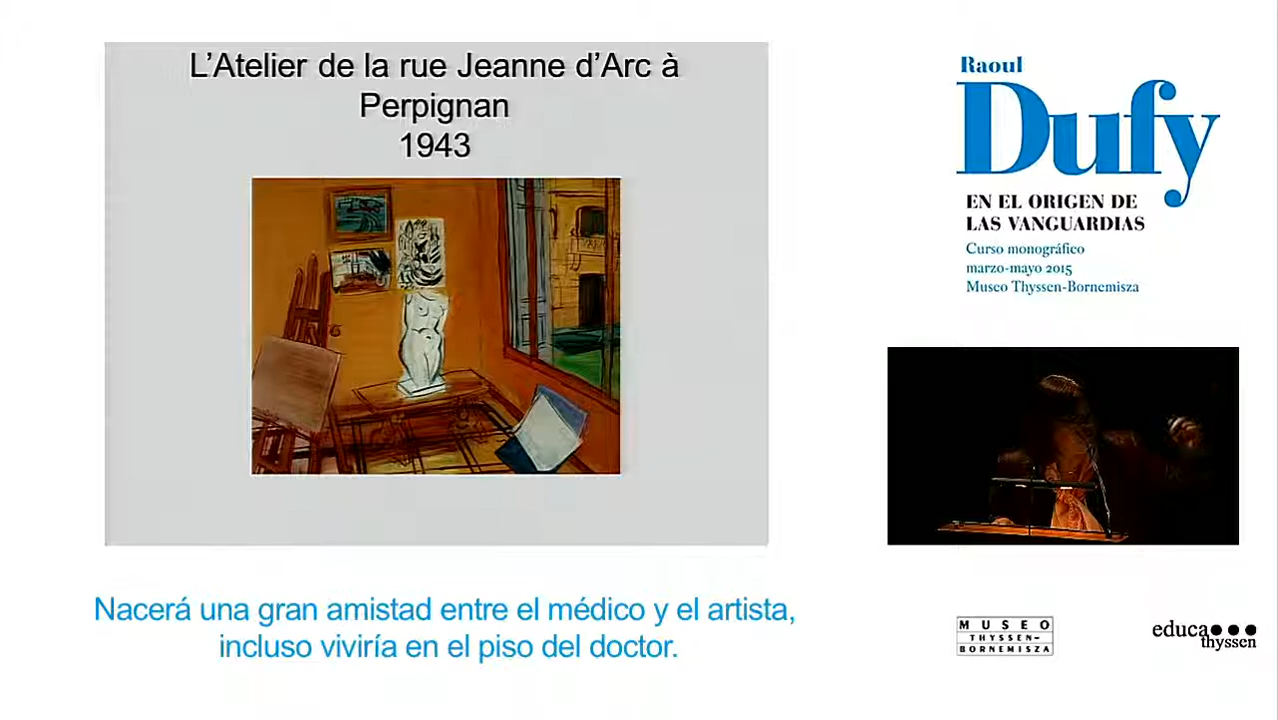 L'Atelier de la rue Jeanne d'Arc à
Perpignan
1943
Raoul
Dufy
EN EL ORIGEN DE
LAS VANGUARDIAS
Curso monográfico
marzo-mayo 2015
Museo Thyssen-Bornemisza
Nacerá una gran amistad entre el médico y el artista,
incluso viviría en el piso del doctor.
MUSEO
THYSSEN-
BORNEMISZA
educa
thyssen